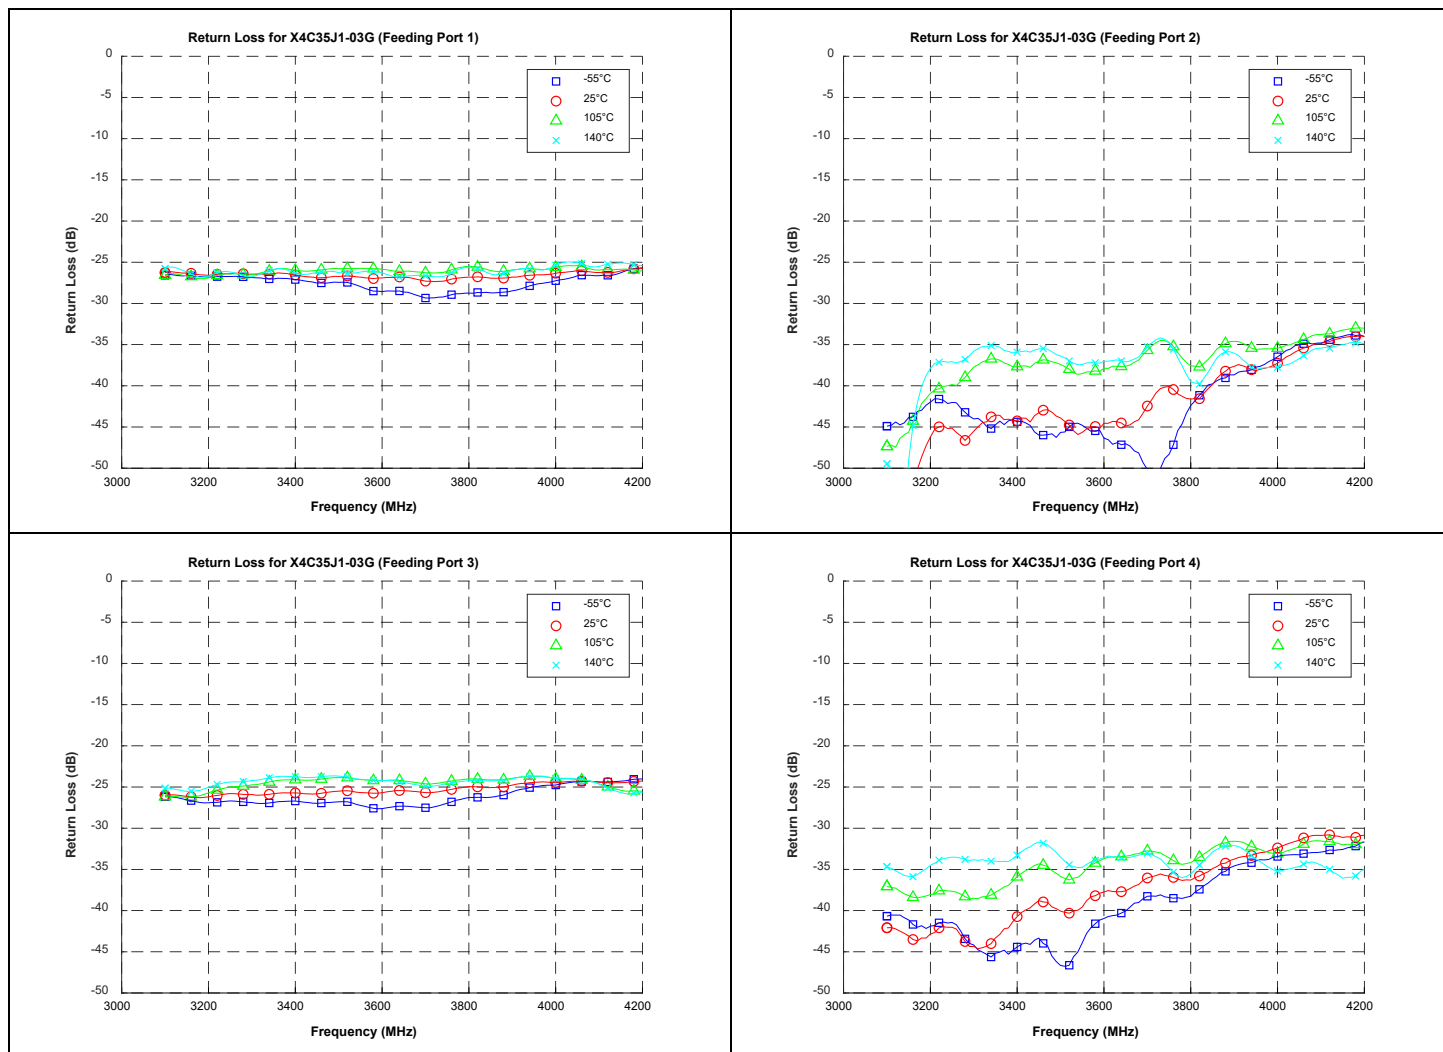 Return Loss for X4C35J1-03G (Feeding Port 1)
0
-5
-10
-15
-20
-25
-30
-35
-40
-45
-50
Return Loss (dB)
-55°C
25°C
105°C
140°C
3000 3200 3400 3600 3800 4000 4200
Frequency (MHz)
Return Loss for X4C35J1-03G (Feeding Port 2)
0
-5
-10
-15
-20
-25
-30
-35
-40
-45
-50
Return Loss (dB)
-55°C
25°C
105°C
140°C
3000 3200 3400 3600 3800 4000 4200
Frequency (MHz)
Return Loss for X4C35J1-03G (Feeding Port 3)
0
-5
-10
-15
-20
-25
-30
-35
-40
-45
-50
Return Loss (dB)
-55°C
25°C
105°C
140°C
3000 3200 3400 3600 3800 4000 4200
Frequency (MHz)
Return Loss for X4C35J1-03G (Feeding Port 4)
0
-5
-10
-15
-20
-25
-30
-35
-40
-45
-50
Return Loss (dB)
-55°C
25°C
105°C
140°C
3000 3200 3400 3600 3800 4000 4200
Frequency (MHz)